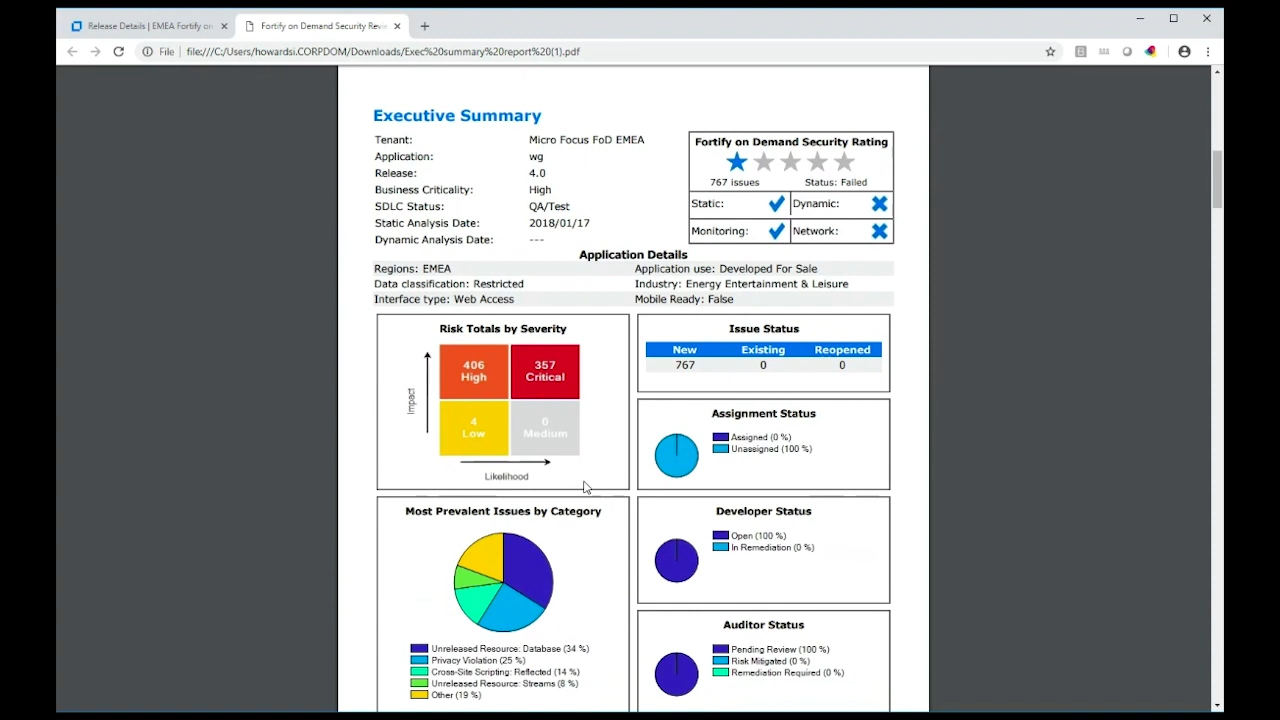 Release Details | EMEA Fortify on
Fortify on Demand Security Revie
File
file:///C:/Users/howardsi.CORPDOM/Downloads/Exec%20summary%20report%20(1).pdf
Executive Summary
Tenant: Micro Focus FoD EMEA
Application: wg
Release: 4.0
Business Criticality: High
SDLC Status: QA/Test
Static Analysis Date: 2018/01/17
Dynamic Analysis Date: ---
Fortify on Demand Security Rating
767 issues Status: Failed
Static: Dynamic:
Monitoring: Network:
Application Details
Regions: EMEA Application use: Developed For Sale
Data classification: Restricted Industry: Energy Entertainment & Leisure
Interface type: Web Access Mobile Ready: False
Risk Totals by Severity
406 357
High Critical
4 0
Low Medium
Impact
Likelihood
Issue Status
New Existing Reopened
767 0 0
Assignment Status
Assigned (0 %)
Unassigned (100 %)
Most Prevalent Issues by Category
Unreleased Resource: Database (34 %)
Privacy Violation (25 %)
Cross-Site Scripting: Reflected (14 %)
Unreleased Resource: Streams (8 %)
Other (19 %)
Developer Status
Open (100 %)
In Remediation (0 %)
Auditor Status
Pending Review (100 %)
Risk Mitigated (0 %)
Remediation Required (0 %)